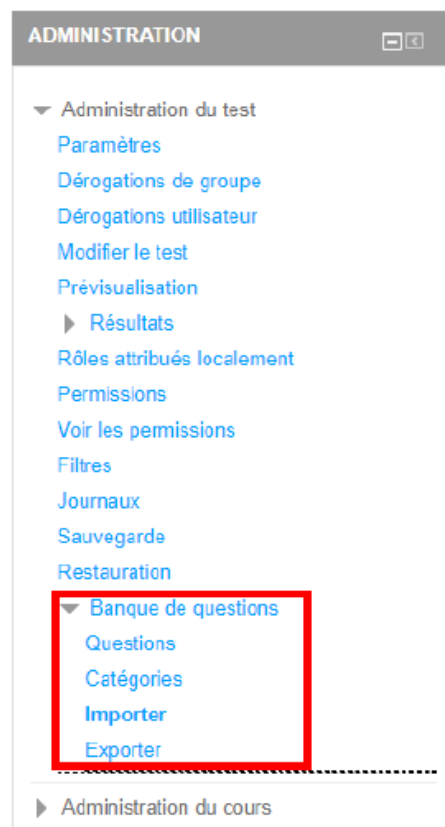 ADMINISTRATION
Administration du test
Paramètres
Dérogations de groupe
Dérogations utilisateur
Modifier le test
Prévisualisation
Résultats
Rôles attribués localement
Permissions
Voir les permissions
Filtres
Journaux
Sauvegarde
Restauration
Banque de questions
Questions
Catégories
Importer
Exporter
Administration du cours